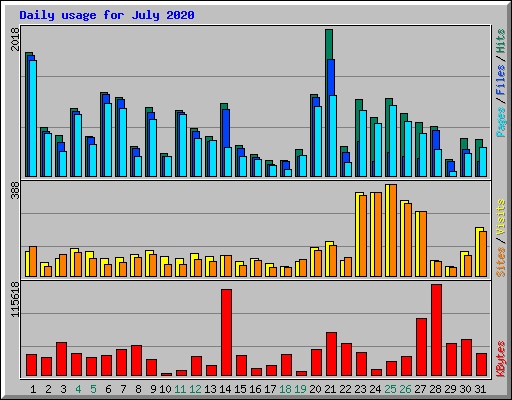 Daily usage for July 2020
2018
Pages / Files / Hits
388
Sites / Visits
115618
KBytes
1 2 3 4 5 6 7 8 9 10 11 12 13 14 15 16 17 18 19 20 21 22 23 24 25 26 27 28 29 30 31